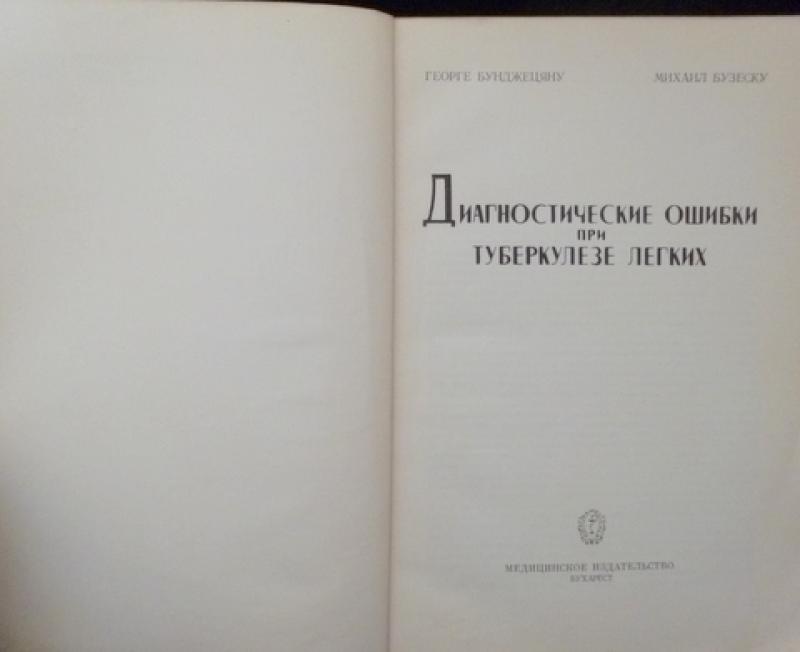 ГЕОРГЕ БУНДЖЕЦЯНУ МИХАИЛ БУЗЕСКУ
ДИАГНОСТИЧЕСКИЕ ОШИБКИ
ПРИ
ТУБЕРКУЛЕЗЕ ЛЕГКИХ
МЕДИЦИНСКОЕ ИЗДАТЕЛЬСТВО
БУХАРЕСТ